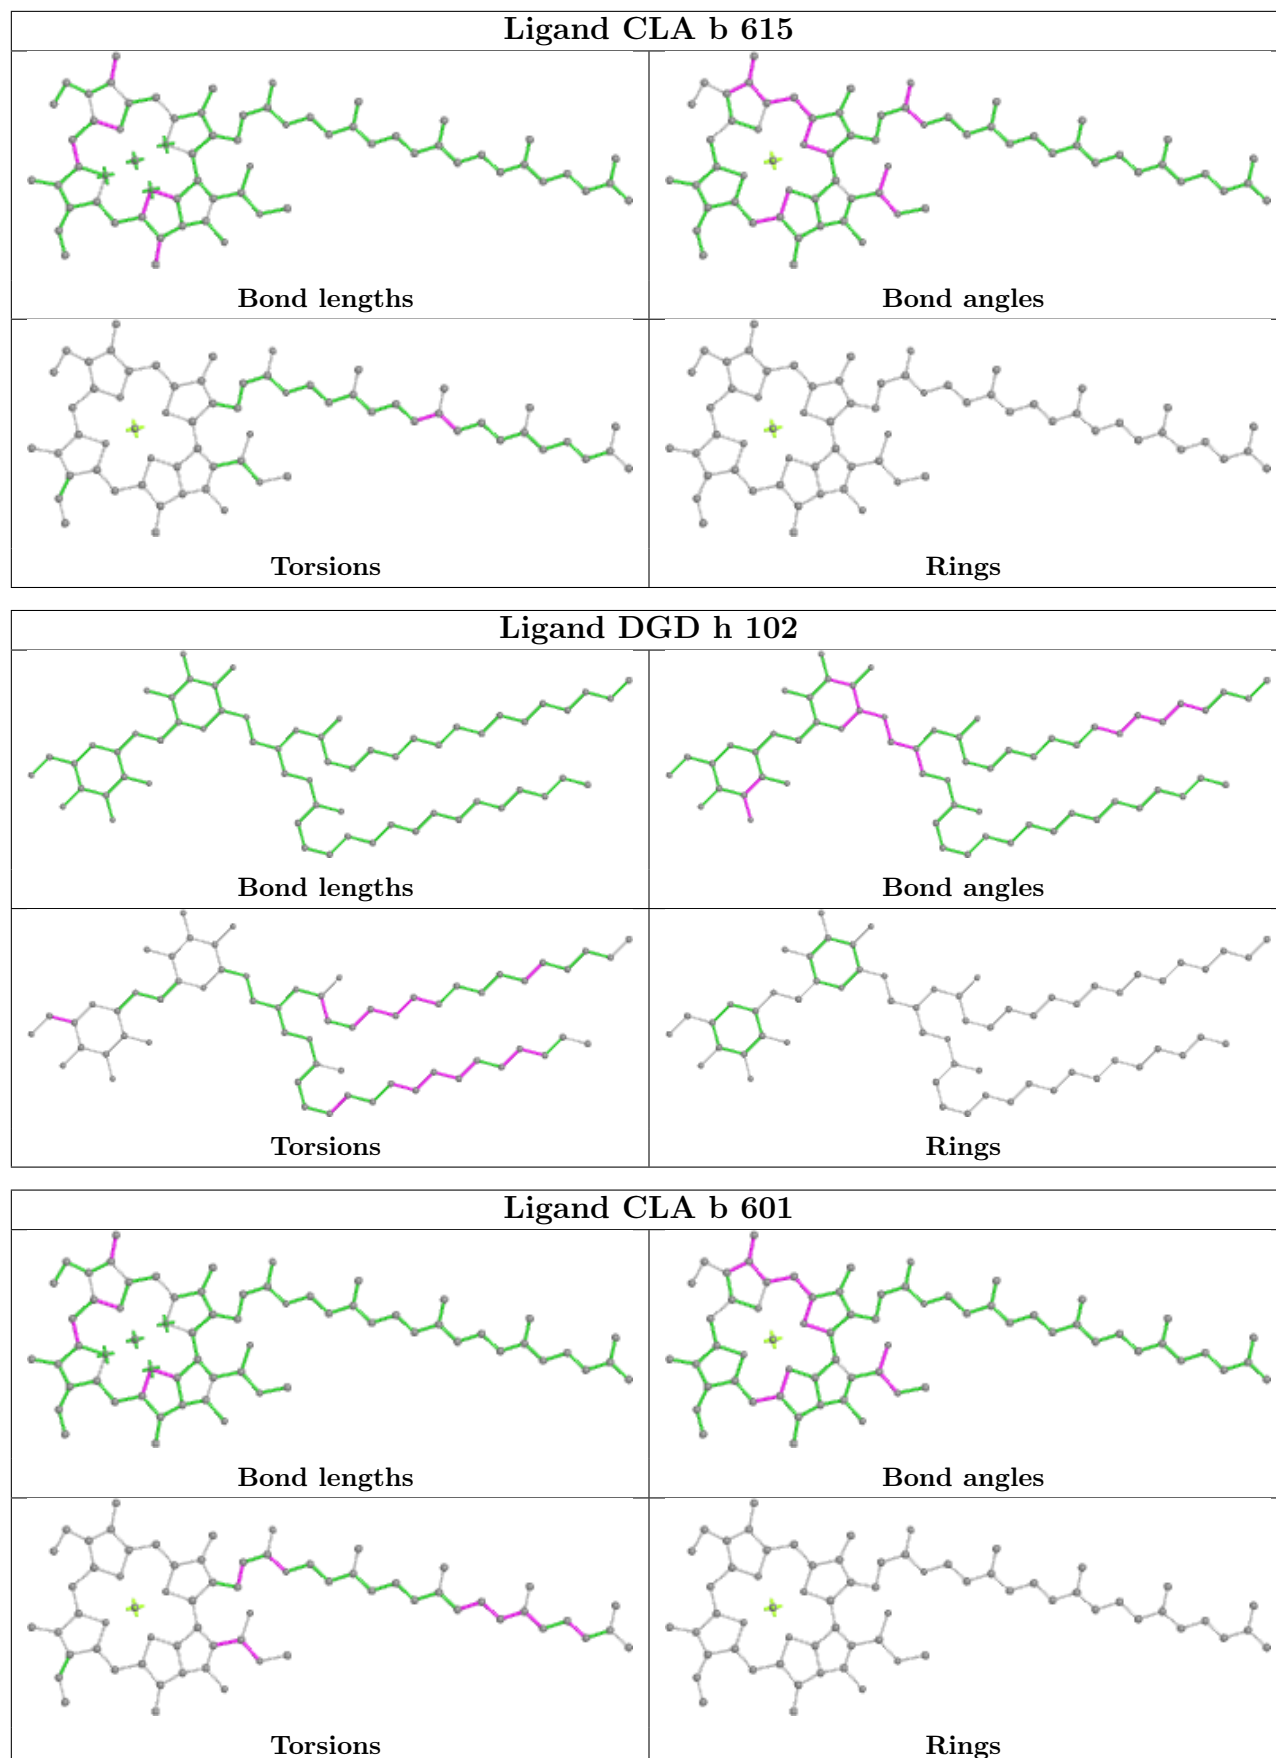 Ligand CLA b 615
Bond lengths
Bond angles
Torsions
Rings
Ligand DGD h 102
Bond lengths
Bond angles
Torsions
Rings
Ligand CLA b 601
Bond lengths
Bond angles
Torsions
Rings